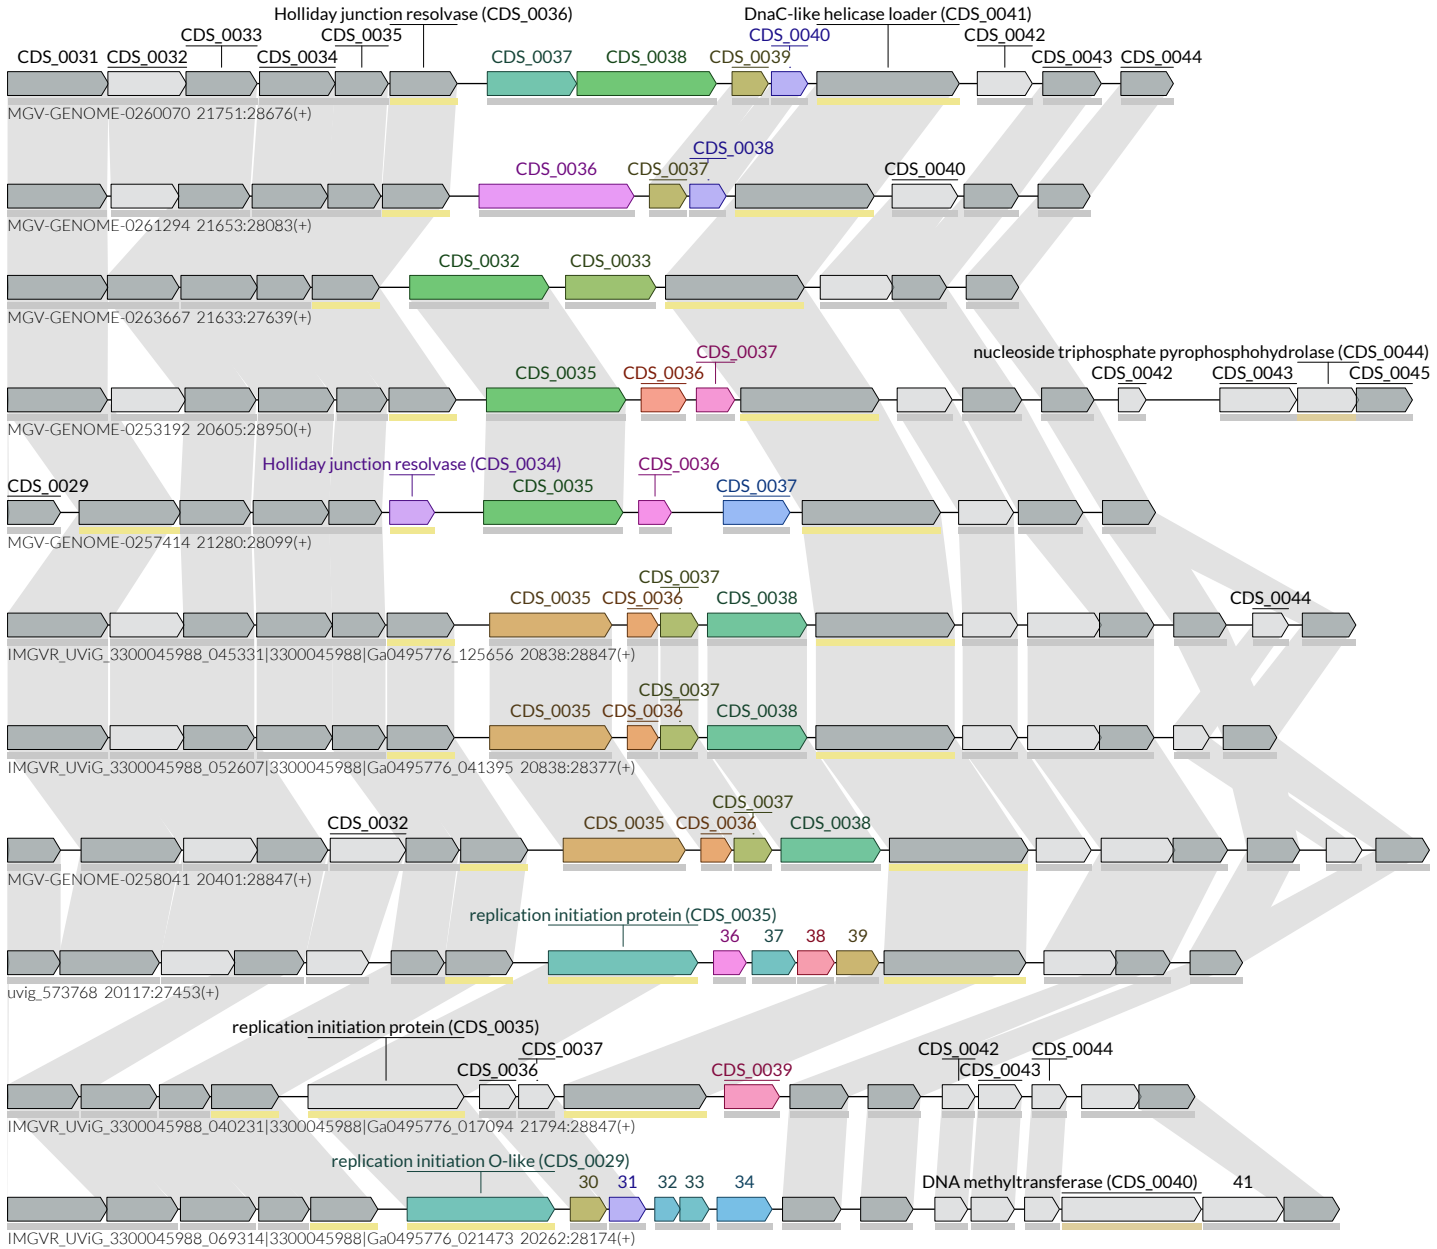 Holliday junction resolvase (CDS_0036) DnaC-like helicase loader (CDS_0041)
CDS_0033 CDS_0035 CDS_0040 CDS_0042
CDS_0031 CDS_0032 CDS_0034 CDS_0037 CDS_0038 CDS_0039 CDS_0043 CDS_0044
MGV-GENOME-0260070 21751:28676(+)
CDS_0038
CDS_0036 CDS_0037 CDS_0040
MGV-GENOME-0261294 21653:28083(+)
CDS_0032 CDS_0033
MGV-GENOME-0263667 21633:27639(+)
CDS_0037 nucleoside triphosphate pyrophosphohydrolase (CDS_0044)
CDS_0035 CDS_0036 CDS_0042 CDS_0043 CDS_0045
MGV-GENOME-0253192 20605:28950(+)
Holliday junction resolvase (CDS_0034) CDS_0036
CDS_0029 CDS_0035 CDS_0037
MGV-GENOME-0257414 21280:28099(+)
CDS_0037
CDS_0035 CDS_0036 CDS_0038 CDS_0044
IMGVR_UViG_3300045988_045331|3300045988|Ga0495776_125656 20838:28847(+)
CDS_0037
CDS_0035 CDS_0036 CDS_0038
IMGVR_UViG_3300045988_052607|3300045988|Ga0495776_041395 20838:28377(+)
CDS_0037
CDS_0032 CDS_0035 CDS_0036 CDS_0038
MGV-GENOME-0258041 20401:28847(+)
replication initiation protein (CDS_0035)
36 37 38 39
uvig_573768 20117:27453(+)
replication initiation protein (CDS_0035)
CDS_0037 CDS_0042 CDS_0044
CDS_0036 CDS_0039 CDS_0043
IMGVR_UViG_3300045988_040231|3300045988|Ga0495776_017094 21794:28847(+)
replication initiation O-like (CDS_0029)
30 31 32 33 34 DNA methyltransferase (CDS_0040) 41
IMGVR_UViG_3300045988_069314|3300045988|Ga0495776_021473 20262:28174(+)